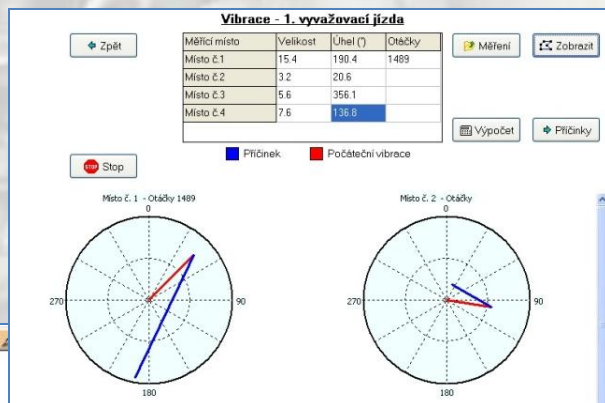 Vibrace - 1. vyvažovací jízda
Zpět
Měřící místo Velikost Úhel (°) Otáčky
Místo č.1 15.4 190.4 1489
Místo č.2 3.2 20.6
Místo č.3 5.6 356.1
Místo č.4 7.6 136.8
Měření
Zobrazit
Výpočet
Příčinky
STOP Stop
Příčinek Počáteční vibrace
Místo č. 1 - Otáčky 1489
0
270 90
180
Místo č. 2 - Otáčky
0
270 90
180